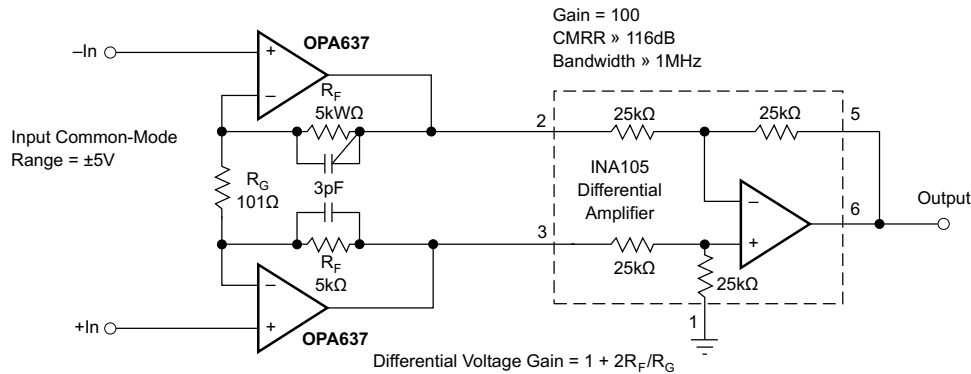 Gain = 100
CMRR » 116dB
Bandwidth » 1MHz
OPA637
–In
+
–
R_F
5kWΩ
Input Common-Mode
Range = ±5V
R_G
101Ω
3pF
R_F
5kΩ
–
+
+In
OPA637
2
25kΩ
25kΩ
5
INA105
Differential
Amplifier
–
+
6
Output
3
25kΩ
25kΩ
1
Differential Voltage Gain = 1 + 2R_F/R_G